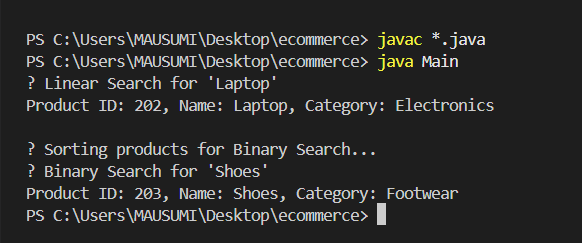 PS C:\Users\MAUSUMI\Desktop\ecommerce> javac *.java
PS C:\Users\MAUSUMI\Desktop\ecommerce> java Main
? Linear Search for 'Laptop'
Product ID: 202, Name: Laptop, Category: Electronics
? Sorting products for Binary Search...
? Binary Search for 'Shoes'
Product ID: 203, Name: Shoes, Category: Footwear
PS C:\Users\MAUSUMI\Desktop\ecommerce>